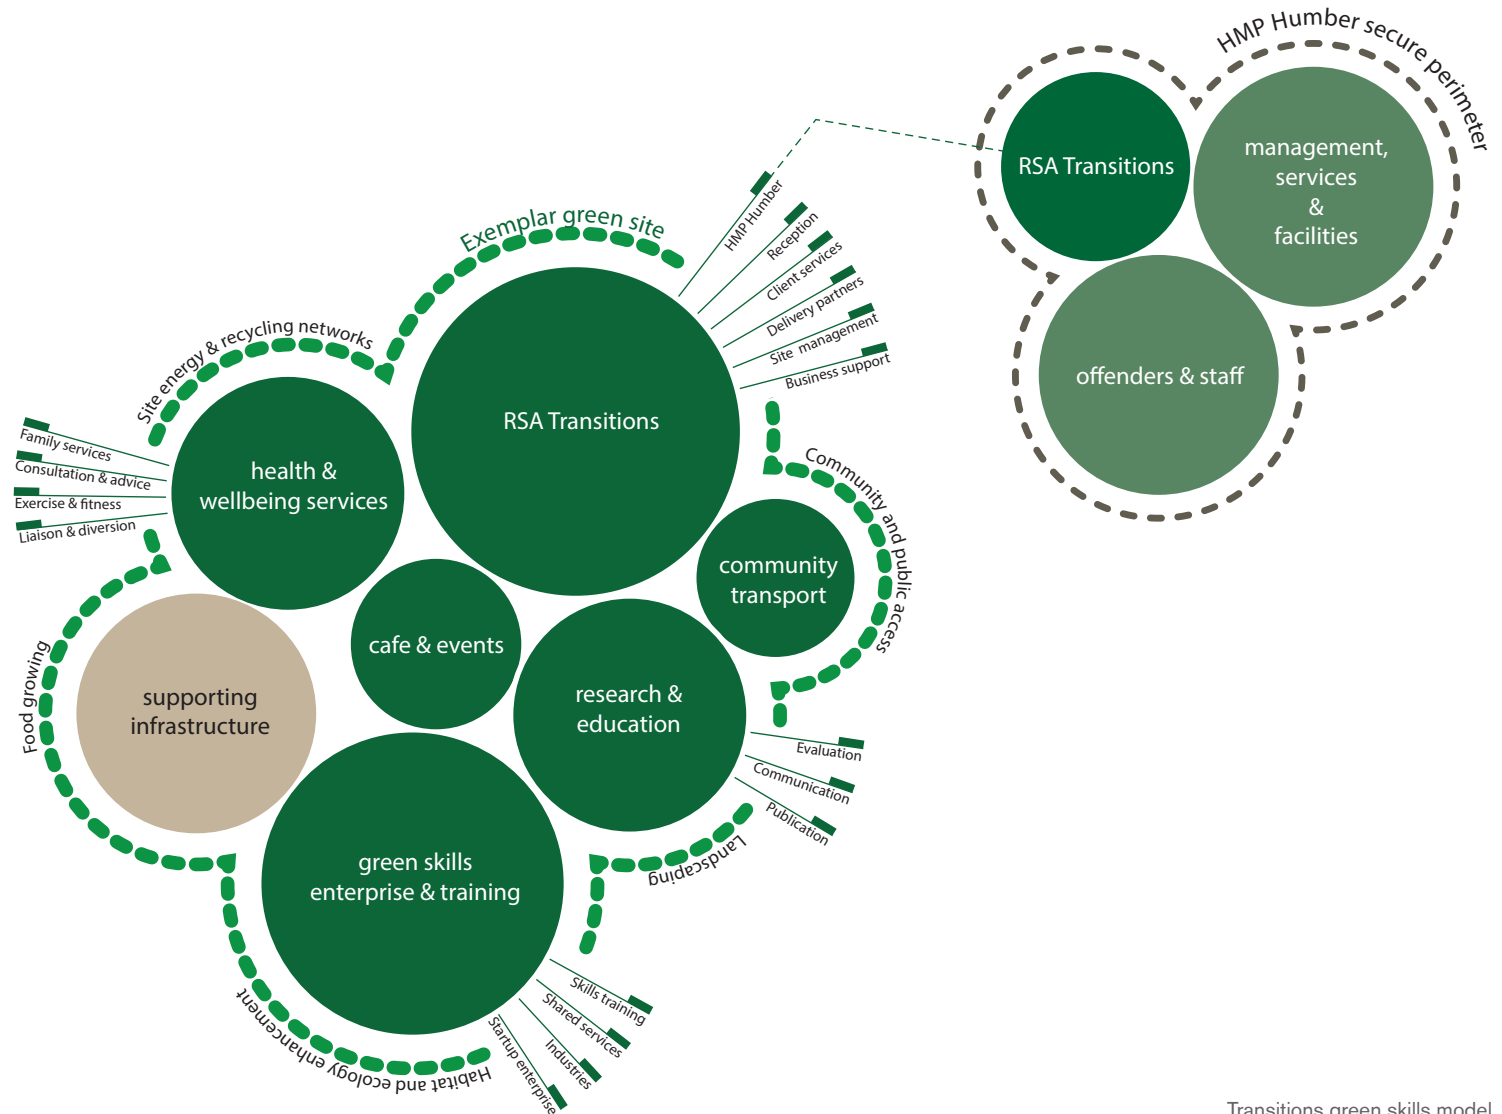 HMP Humber secure perimeter
RSA Transitions
management,
services
&
facilities
offenders & staff
Exemplar green site
HMP Humber
Reception
Client services
Delivery partners
Site management
Business support
Site energy & recycling networks
RSA Transitions
health &
wellbeing services
Family services
Consultation & advice
Exercise & fitness
Liaison & diversion
Community and public access
community
transport
cafe & events
research &
education
supporting
infrastructure
Food growing
Evaluation
Communication
Publication
Landscaping
green skills
enterprise & training
Skills training
Shared services
Industries
Startup enterprise
Habitat and ecology enhancement
Transitions green skills model